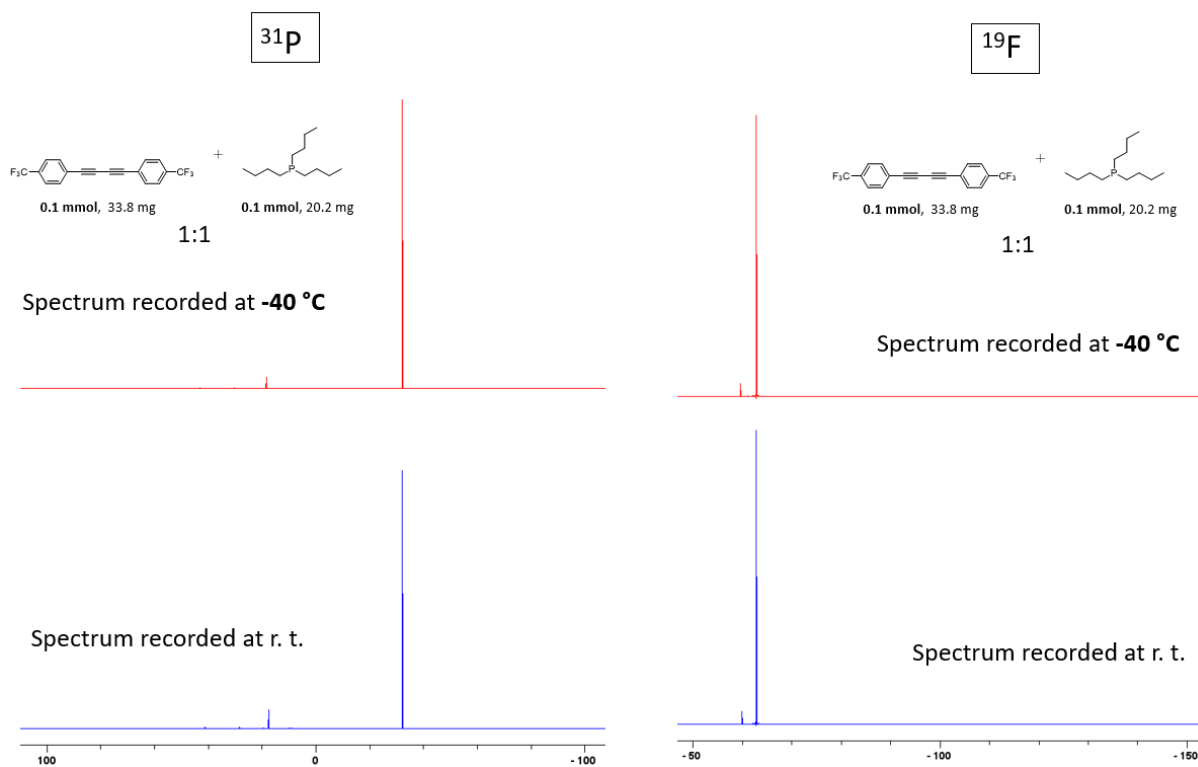 31P
F3C
+
P
CF3
0.1 mmol, 33.8 mg
0.1 mmol, 20.2 mg
1:1
Spectrum recorded at -40 °C
Spectrum recorded at r. t.
100
0
-100
19F
F3C
+
P
CF3
0.1 mmol, 33.8 mg
0.1 mmol, 20.2 mg
1:1
Spectrum recorded at -40 °C
Spectrum recorded at r. t.
-50
-100
-150